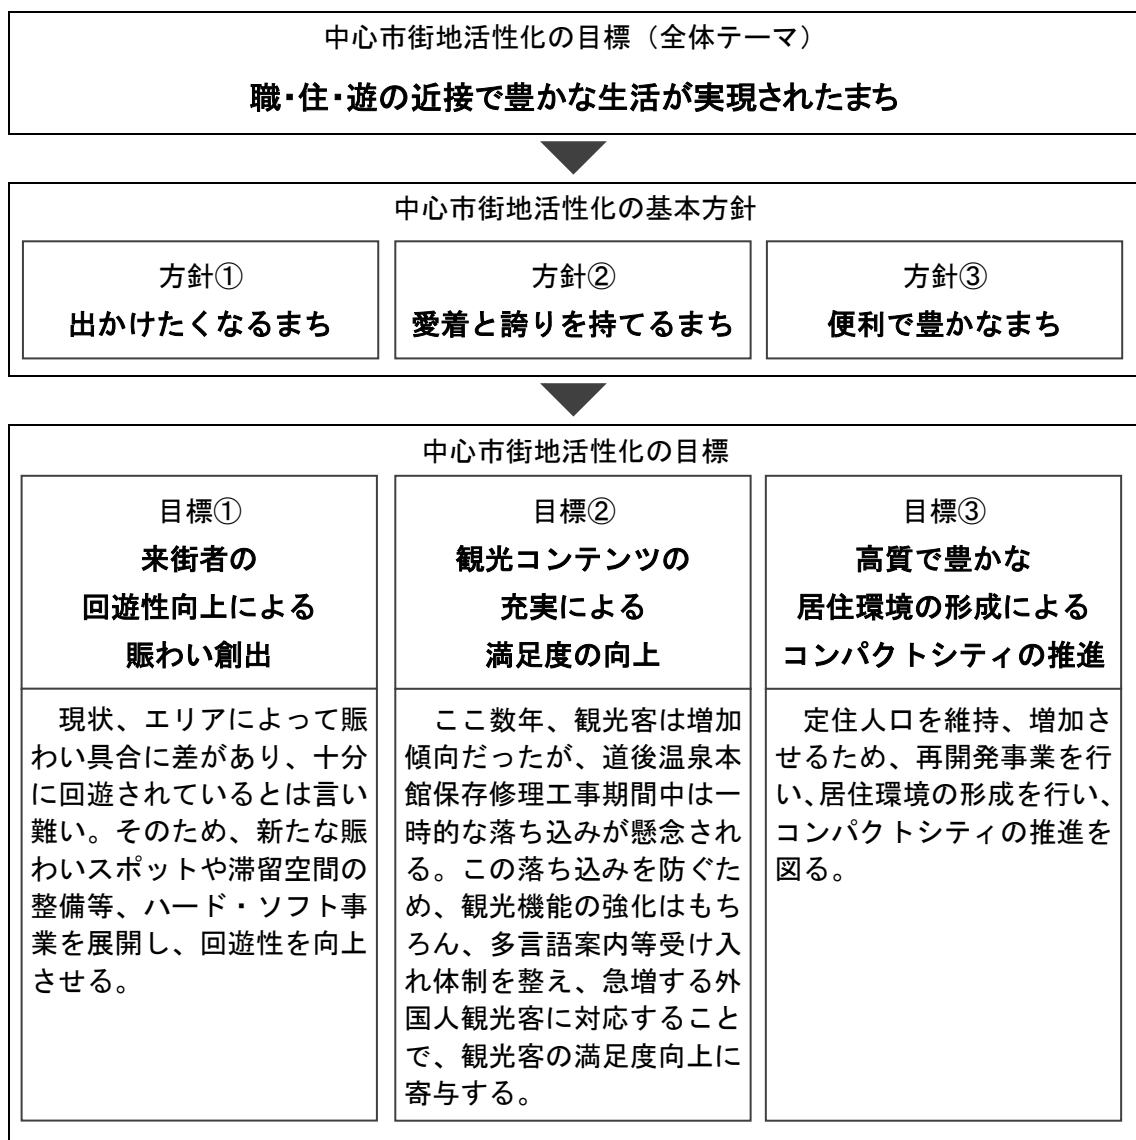 中心市街地活性化の目標（全体テーマ）
職・住・遊の近接で豊かな生活が実現されたまち
中心市街地活性化の基本方針
方針①
出かけたくなるまち
方針②
愛着と誇りを持てるまち
方針③
便利で豊かなまち
中心市街地活性化の目標
目標①
来街者の
回遊性向上による
賑わい創出
現状、エリアによって賑
わい具合に差があり、十分
に回遊されているとは言い
難い。そのため、新たな賑
わいスポットや滞留空間の
整備等、ハード・ソフト事
業を展開し、回遊性を向上
させる。
目標②
観光コンテンツの
充実による
満足度の向上
ここ数年、観光客は増加
傾向だったが、道後温泉本
館保存修理工事期間中は一
時的な落ち込みが懸念され
る。この落ち込みを防ぐた
め、観光機能の強化はもち
ろん、多言語案内等受け入
れ体制を整え、急増する外
国人観光客に対応すること
で、観光客の満足度向上に
寄与する。
目標③
高質で豊かな
居住環境の形成による
コンパクトシティの推進
定住人口を維持、増加さ
せるため、再開発事業を行
い、居住環境の形成を行い、
コンパクトシティの推進を
図る。